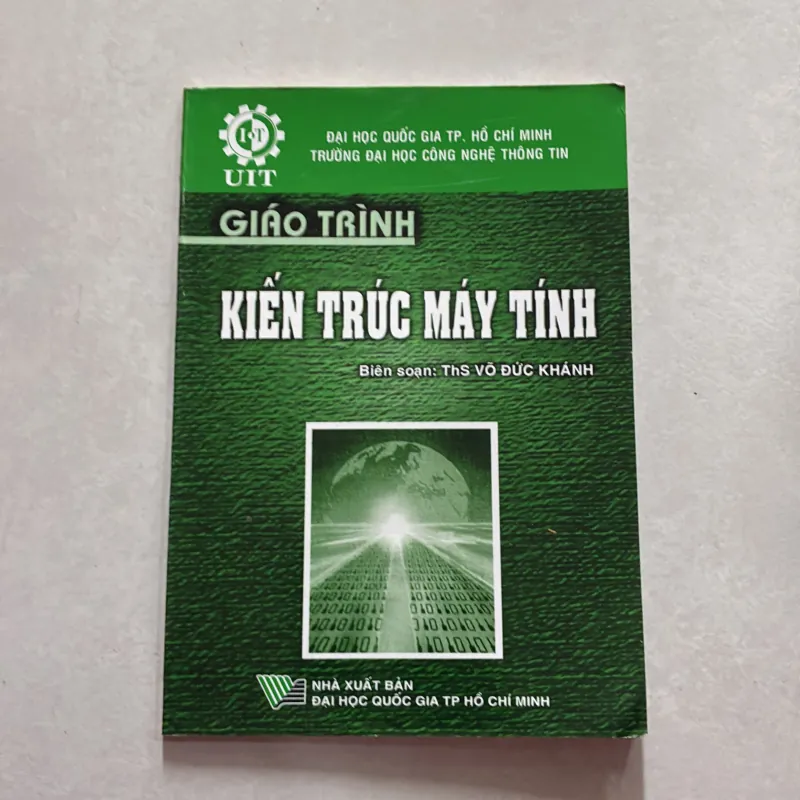 ĐẠI HỌC QUỐC GIA TP. HỒ CHÍ MINH
TRƯỜNG ĐẠI HỌC CÔNG NGHỆ THÔNG TIN
UIT
GIÁO TRÌNH
KIẾN TRÚC MÁY TÍNH
Biên soạn: ThS VÕ ĐỨC KHÁNH
NHÀ XUẤT BẢN
ĐẠI HỌC QUỐC GIA TP HỒ CHÍ MINH